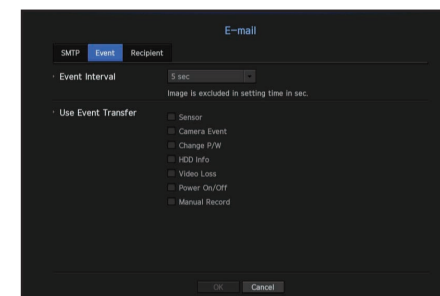 E-mail
SMTP Event Recipient
Event Interval 5 sec
Image is excluded in setting time in sec.
Use Event Transfer Sensor
Camera Event
Change P/W
HDD Info
Video Loss
Power On/Off
Manual Record
OK Cancel